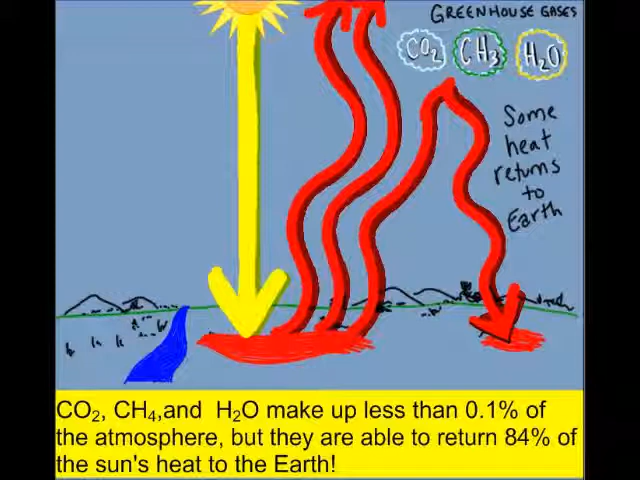 GREENHOUSE GASES
CO₂ CH₃ H₂O
Some
heat
returns
to
Earth
CO₂, CH₄,and H₂O make up less than 0.1% of
the atmosphere, but they are able to return 84% of
the sun's heat to the Earth!